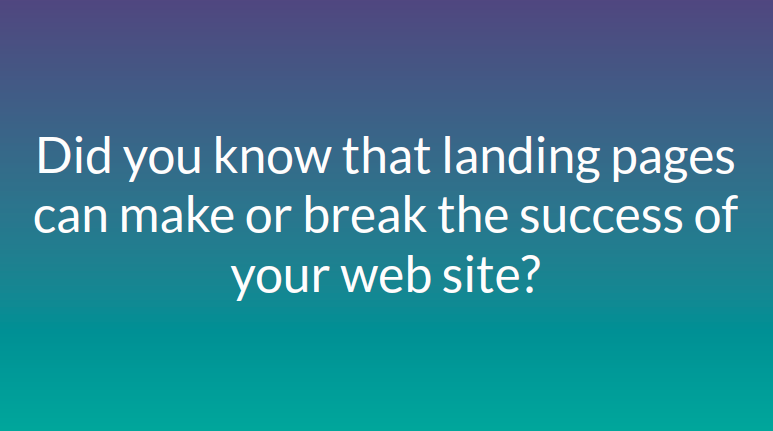 Did you know that landing pages
can make or break the success of
your web site?